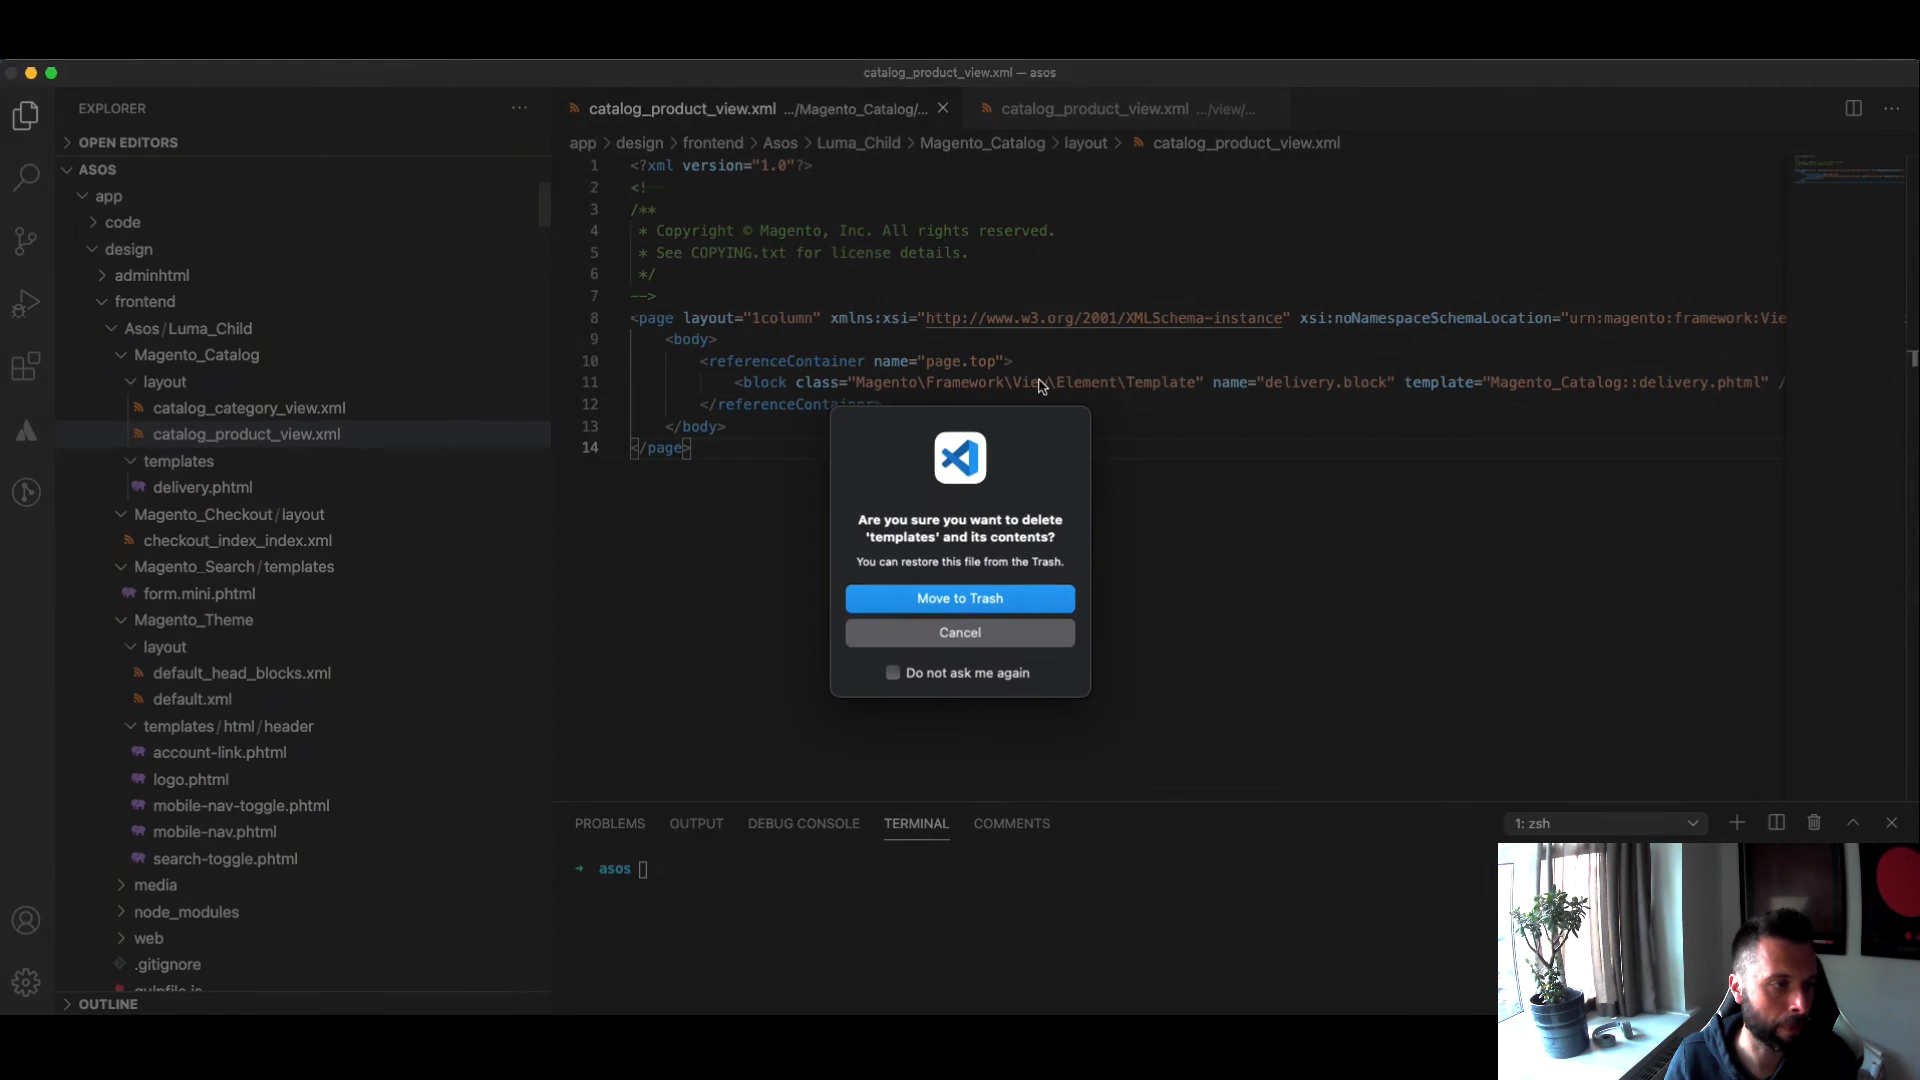 catalog_product_view.xml — asos
EXPLORER
OPEN EDITORS
ASOS
app
code
design
adminhtml
frontend
Asos/Luma_Child
Magento_Catalog
layout
catalog_category_view.xml
catalog_product_view.xml
templates
delivery.phtml
Magento_Checkout/layout
checkout_index_index.xml
Magento_Search/templates
form.mini.phtml
Magento_Theme
layout
default_head_blocks.xml
default.xml
templates/html/header
account-link.phtml
logo.phtml
mobile-nav-toggle.phtml
mobile-nav.phtml
search-toggle.phtml
media
node_modules
web
.gitignore
gulpfile.js
OUTLINE
catalog_product_view.xml .../Magento_Catalog/...
catalog_product_view.xml .../view/...
app > design > frontend > Asos > Luma_Child > Magento_Catalog > layout > catalog_product_view.xml
1 <?xml version="1.0"?>
2 <!--
3 /**
4 * Copyright © Magento, Inc. All rights reserved.
5 * See COPYING.txt for license details.
6 */
7 -->
8 <page layout="1column" xmlns:xsi="http://www.w3.org/2001/XMLSchema-instance" xsi:noNamespaceSchemaLocation="urn:magento:framework:Vie
9 <body>
10 <referenceContainer name="page.top">
11 <block class="Magento\Framework\View\Element\Template" name="delivery.block" template="Magento_Catalog::delivery.phtml" /
12 </referenceContainer>
13 </body>
14 </page>
Are you sure you want to delete
'templates' and its contents?
You can restore this file from the Trash.
Move to Trash
Cancel
Do not ask me again
PROBLEMS OUTPUT DEBUG CONSOLE TERMINAL COMMENTS
1: zsh
→ asos